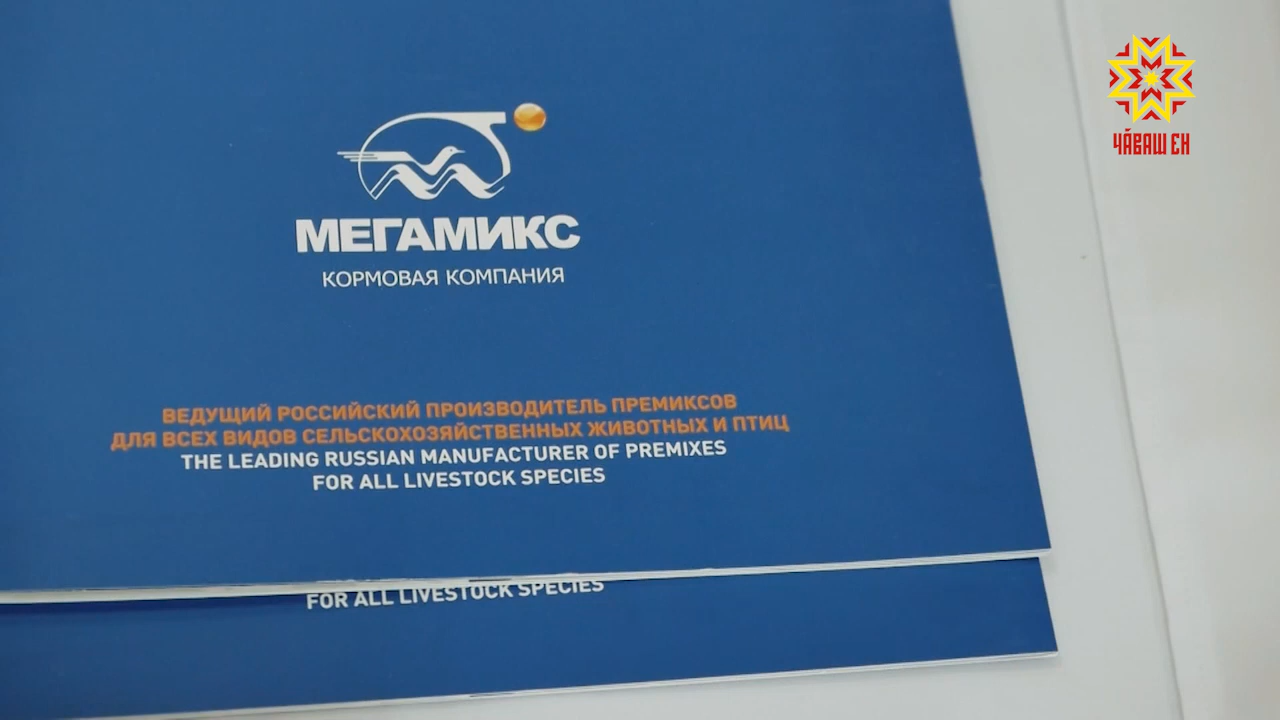 ЧӐВАШ ЕН
МЕГАМИКС
КОРМОВАЯ КОМПАНИЯ
ВЕДУЩИЙ РОССИЙСКИЙ ПРОИЗВОДИТЕЛЬ ПРЕМИКСОВ
ДЛЯ ВСЕХ ВИДОВ СЕЛЬСКОХОЗЯЙСТВЕННЫХ ЖИВОТНЫХ И ПТИЦ
THE LEADING RUSSIAN MANUFACTURER OF PREMIXES
FOR ALL LIVESTOCK SPECIES
FOR ALL LIVESTOCK SPECIES